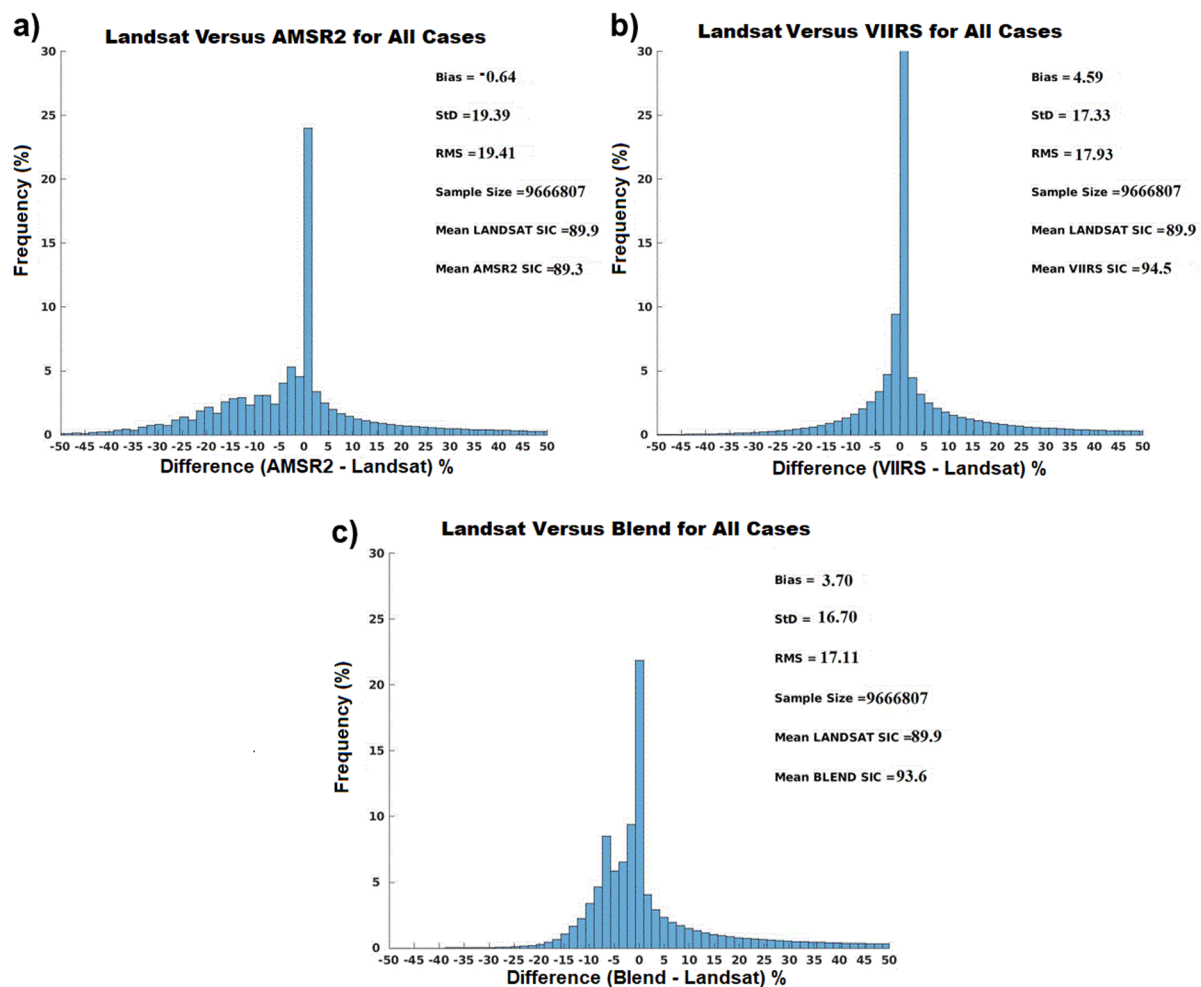 a)
Landsat Versus AMSR2 for All Cases
30
25
20
15
10
5
0
Frequency (%)
Bias = -0.64
StD =19.39
RMS =19.41
Sample Size =9666807
Mean LANDSAT SIC =89.9
Mean AMSR2 SIC =89.3
-50 -45 -40 -35 -30 -25 -20 -15 -10 -5 0 5 10 15 20 25 30 35 40 45 50
Difference (AMSR2 - Landsat) %
b)
Landsat Versus VIIRS for All Cases
30
25
20
15
10
5
0
Frequency (%)
Bias = 4.59
StD = 17.33
RMS = 17.93
Sample Size =9666807
Mean LANDSAT SIC =89.9
Mean VIIRS SIC =94.5
-50 -45 -40 -35 -30 -25 -20 -15 -10 -5 0 5 10 15 20 25 30 35 40 45 50
Difference (VIIRS - Landsat) %
c)
Landsat Versus Blend for All Cases
30
25
20
15
10
5
0
Frequency (%)
Bias = 3.70
StD = 16.70
RMS = 17.11
Sample Size =9666807
Mean LANDSAT SIC =89.9
Mean BLEND SIC =93.6
-50 -45 -40 -35 -30 -25 -20 -15 -10 -5 0 5 10 15 20 25 30 35 40 45 50
Difference (Blend - Landsat) %